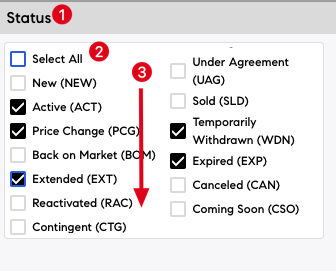 Status 1
Select All 2
New (NEW)
Active (ACT) 3
Price Change (PCG)
Back on Market (BOM)
Extended (EXT)
Reactivated (RAC)
Contingent (CTG)
Under Agreement
(UAG)
Sold (SLD)
Temporarily
Withdrawn (WDN)
Expired (EXP)
Canceled (CAN)
Coming Soon (CSO)